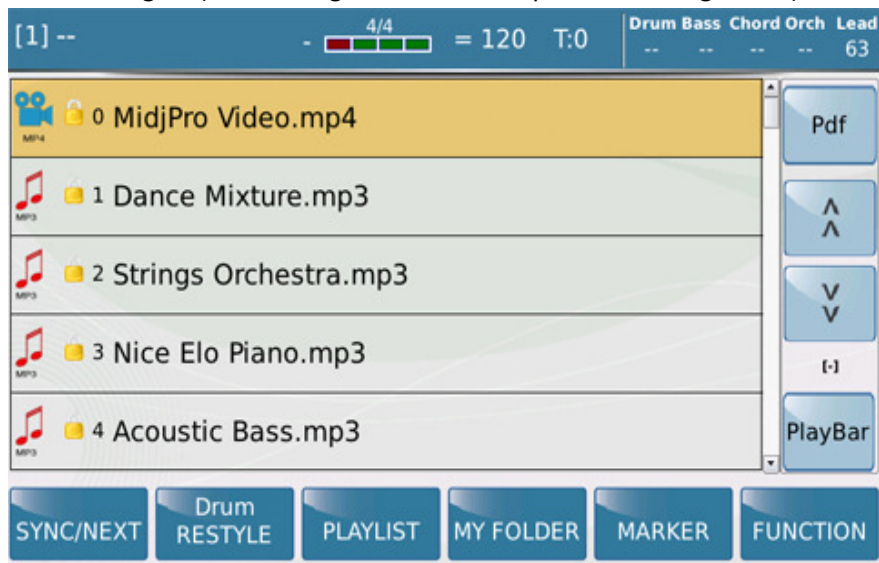 [1] --
- 4/4 = 120 T:0
Drum Bass Chord Orch Lead
-- -- -- -- 63
MP4 0 MidjPro Video.mp4
MP3 1 Dance Mixture.mp3
MP3 2 Strings Orchestra.mp3
MP3 3 Nice Elo Piano.mp3
MP3 4 Acoustic Bass.mp3
Pdf
[-]
PlayBar
SYNC/NEXT
Drum
RESTYLE
PLAYLIST
MY FOLDER
MARKER
FUNCTION